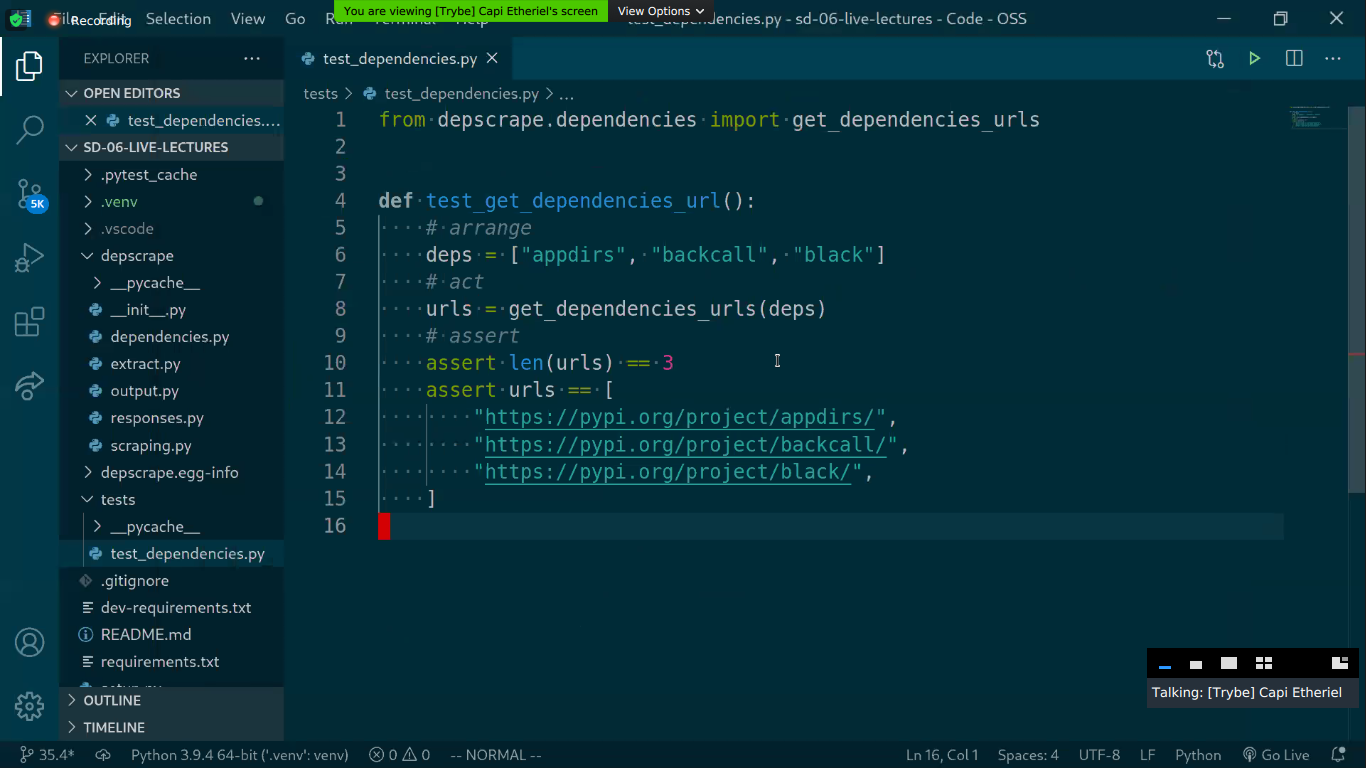 Recording
File Edit Selection View Go Run Terminal Help
You are viewing [Trybe] Capi Etheriel's screen
View Options
test_dependencies.py - sd-06-live-lectures - Code - OSS
EXPLORER
OPEN EDITORS
test_dependencies....
SD-06-LIVE-LECTURES
.pytest_cache
.venv
.vscode
depscrape
__pycache__
__init__.py
dependencies.py
extract.py
output.py
responses.py
scraping.py
depscrape.egg-info
tests
__pycache__
test_dependencies.py
.gitignore
dev-requirements.txt
README.md
requirements.txt
setup.py
OUTLINE
TIMELINE
5K
test_dependencies.py
tests > test_dependencies.py > ...
1 from depscrape.dependencies import get_dependencies_urls
2
3
4 def test_get_dependencies_url():
5 # arrange
6 deps = ["appdirs", "backcall", "black"]
7 # act
8 urls = get_dependencies_urls(deps)
9 # assert
10 assert len(urls) == 3
11 assert urls == [
12 "https://pypi.org/project/appdirs/",
13 "https://pypi.org/project/backcall/",
14 "https://pypi.org/project/black/",
15 ]
16
Talking: [Trybe] Capi Etheriel
35.4* Python 3.9.4 64-bit ('.venv': venv) 0 0 -- NORMAL -- Ln 16, Col 1 Spaces: 4 UTF-8 LF Python Go Live